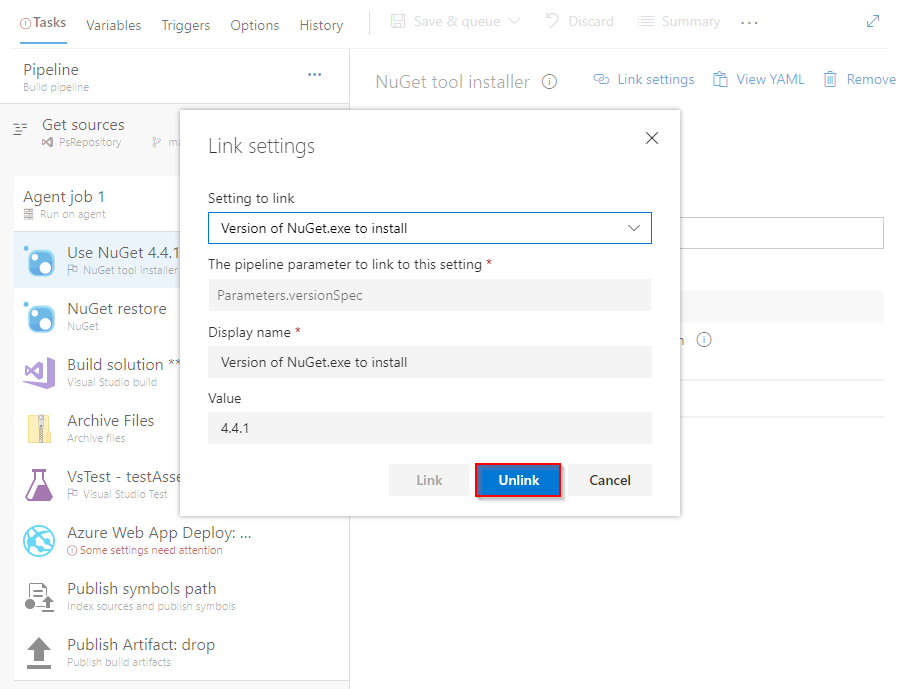 Tasks
Variables
Triggers
Options
History
Save & queue
Discard
Summary
...
Pipeline
Build pipeline
...
NuGet tool installer
Link settings
View YAML
Remove
Get sources
PsRepository
Agent job 1
Run on agent
Use NuGet 4.4.1
NuGet tool installer
NuGet restore
NuGet
Build solution **
Visual Studio build
Archive Files
Archive files
VsTest - testAsse
Visual Studio Test
Azure Web App Deploy: ...
Some settings need attention
Publish symbols path
Index sources and publish symbols
Publish Artifact: drop
Publish build artifacts
Link settings
Setting to link
Version of NuGet.exe to install
The pipeline parameter to link to this setting *
Parameters.versionSpec
Display name *
Version of NuGet.exe to install
Value
4.4.1
Link
Unlink
Cancel